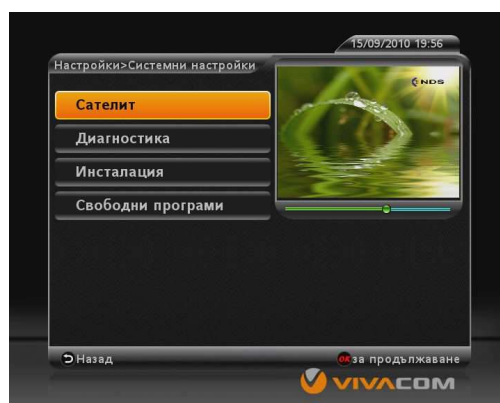 15/09/2010 19:56
Настройки>Системни настройки
NDS
Сателит
Диагностика
Инсталация
Свободни програми
Назад
OK за продължаване
VIVACOM